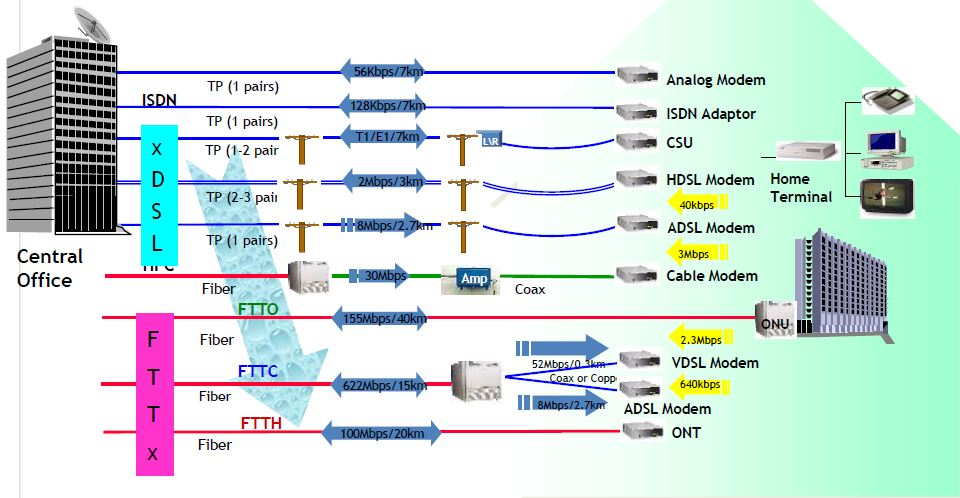 56Kbps/7km
TP (1 pairs)
Analog Modem
ISDN
128Kbps/7km
TP (1 pairs)
ISDN Adaptor
T1/E1/7km
TP (1-2 pair
CSU
x
D
S
L
2Mbps/3km
TP (2-3 pair
HDSL Modem
40kbps
8Mbps/2.7km
TP (1 pairs)
ADSL Modem
3Mbps
Home
Terminal
Central
Office
HFC
30Mbps
Amp
Fiber
Coax
Cable Modem
FTTO
155Mbps/40km
ONU
Fiber
F
T
T
x
2.3Mbps
52Mbps/0.3km
VDSL Modem
Coax or Copp
FTTC
622Mbps/15km
640kbps
Fiber
8Mbps/2.7km
ADSL Modem
FTTH
100Mbps/20km
ONT
Fiber